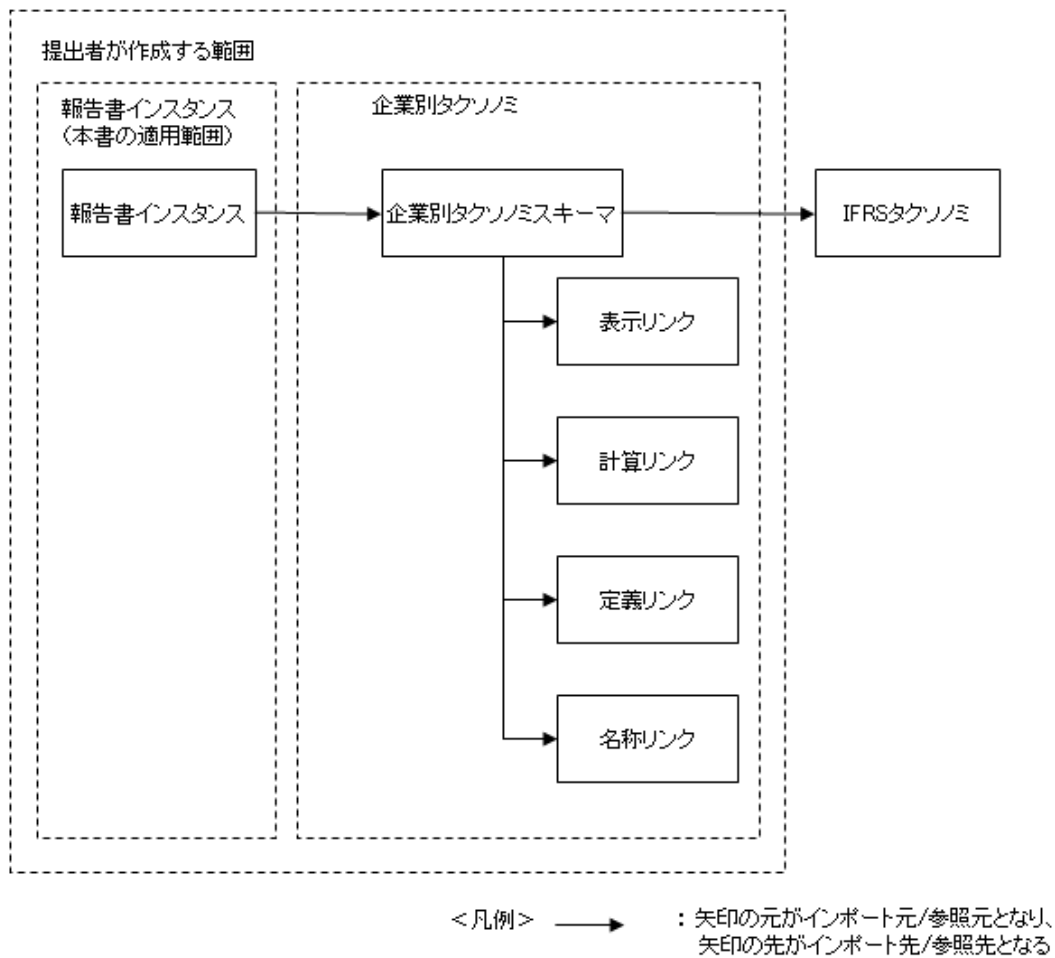 提出者が作成する範囲
報告書インスタンス
（本書の適用範囲）
企業別タクソノミ
報告書インスタンス
企業別タクソノミスキーマ
IFRSタクソノミ
表示リンク
計算リンク
定義リンク
名称リンク
＜凡例＞
：矢印の元がインポート元/参照元となり、
矢印の先がインポート先/参照先となる